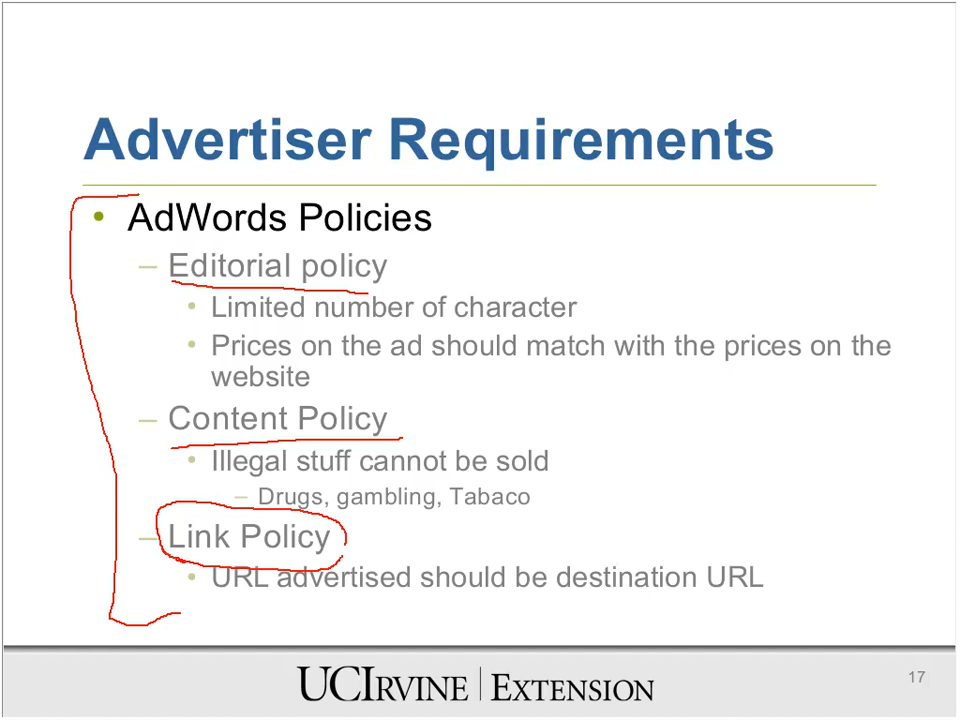 Advertiser Requirements
• AdWords Policies
– Editorial policy
• Limited number of character
• Prices on the ad should match with the prices on the
website
– Content Policy
• Illegal stuff cannot be sold
– Drugs, gambling, Tabaco
– Link Policy
• URL advertised should be destination URL
UCIRVINE | EXTENSION
17